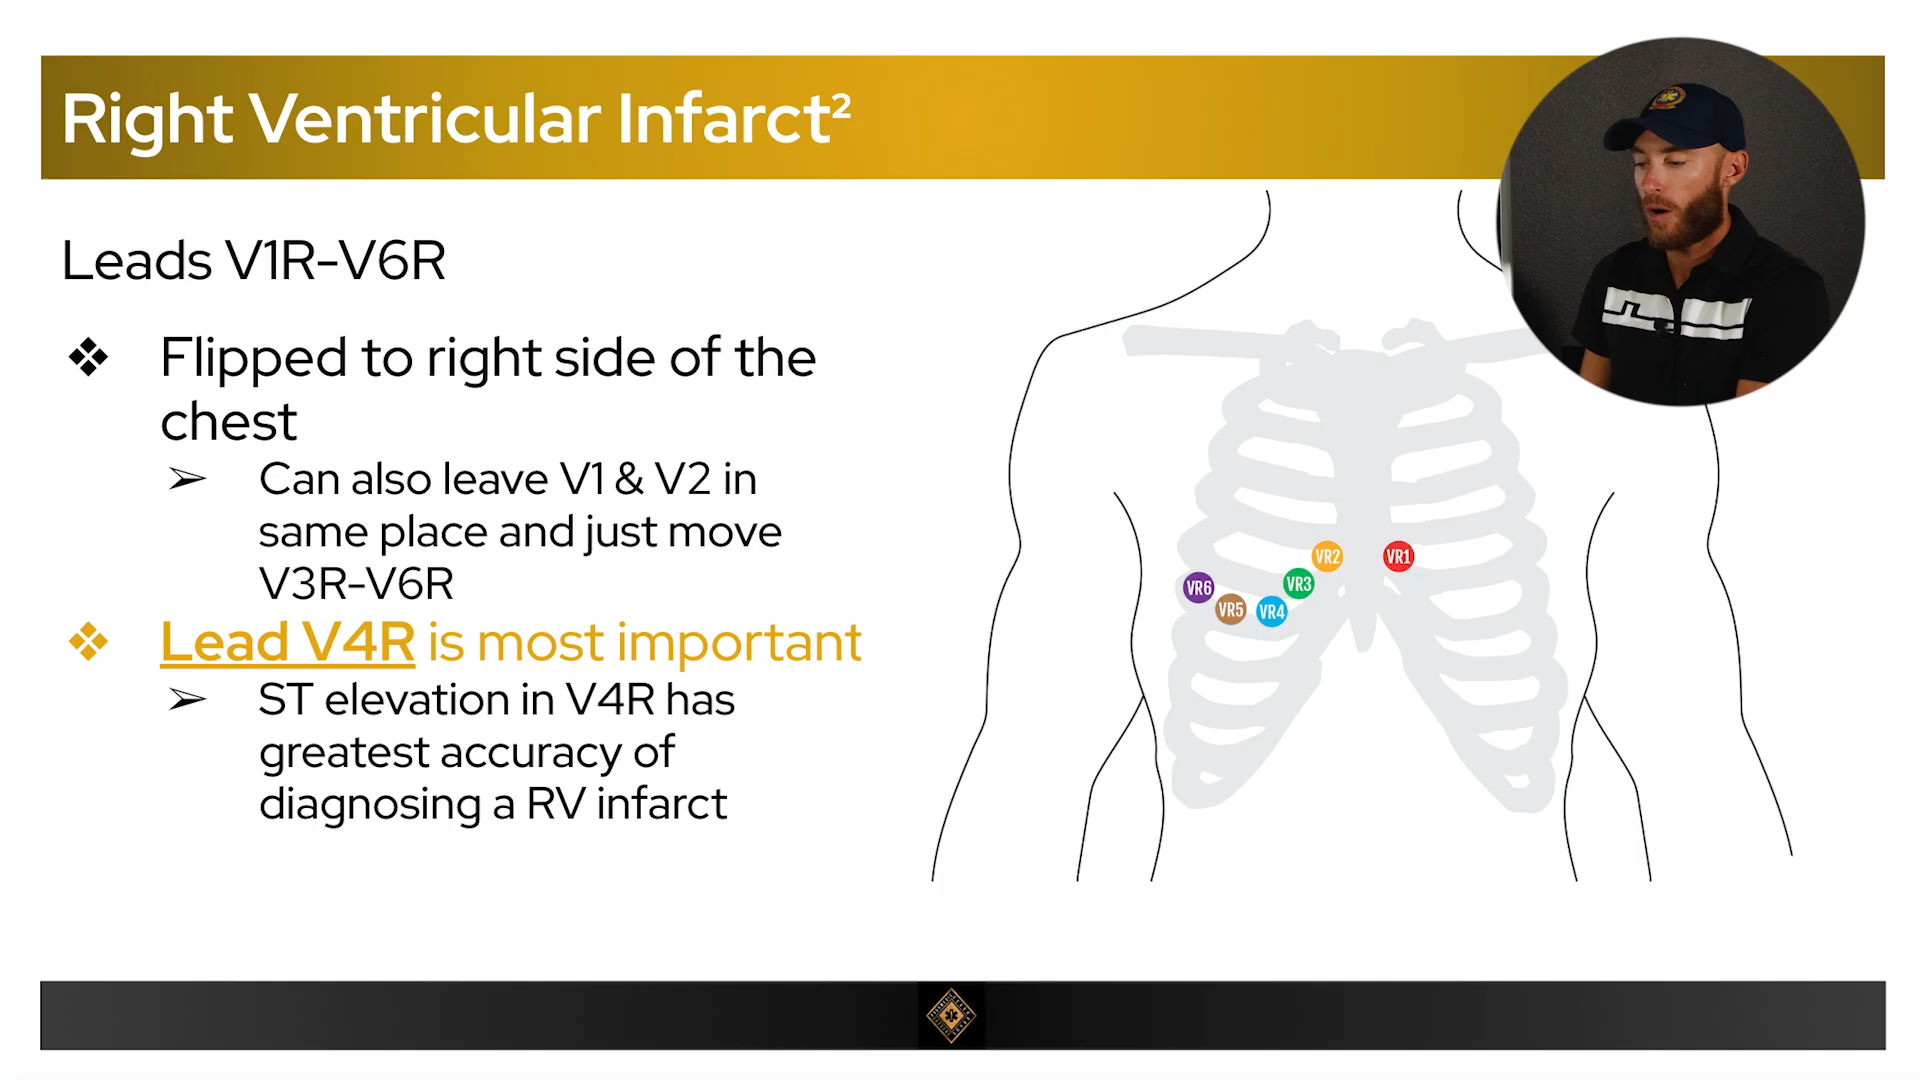 Right Ventricular Infarct²
Leads V1R-V6R
❖ Flipped to right side of the
chest
➢ Can also leave V1 & V2 in
same place and just move
V3R-V6R
❖ Lead V4R is most important
➢ ST elevation in V4R has
greatest accuracy of
diagnosing a RV infarct
VR2 VR1
VR6 VR3
VR5 VR4